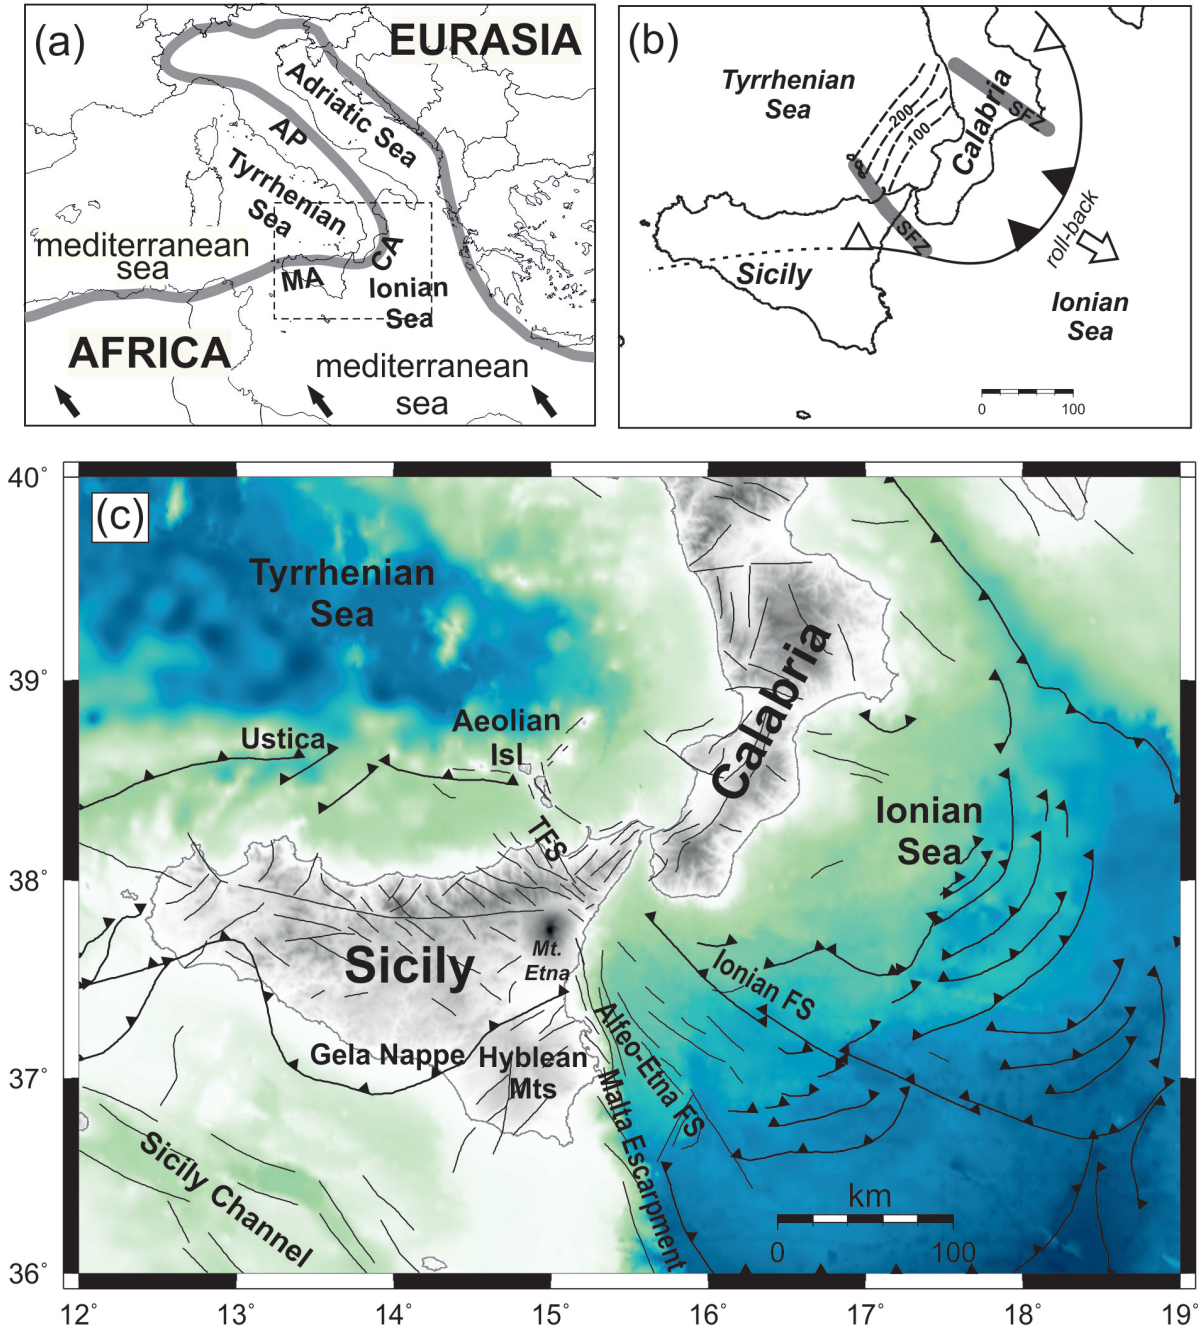 (a)
EURASIA
Adriatic Sea
AP
Tyrrhenian
Sea
mediterranean
sea
CA
MA
Ionian
Sea
AFRICA
mediterranean
sea
(b)
Tyrrhenian
Sea
200
100
Calabria
SFZ
SFZ
roll-back
Sicily
Ionian
Sea
0
100
(c)
40°
39°
38°
37°
36°
Tyrrhenian
Sea
Ustica
Aeolian
Isl
TFS
Calabria
Ionian
Sea
Sicily
Mt.
Etna
Ionian FS
Gela Nappe
Hyblean
Mts
Alfeo-Etna FS
Malta Escarpment
Sicily Channel
km
0
100
12°
13°
14°
15°
16°
17°
18°
19°